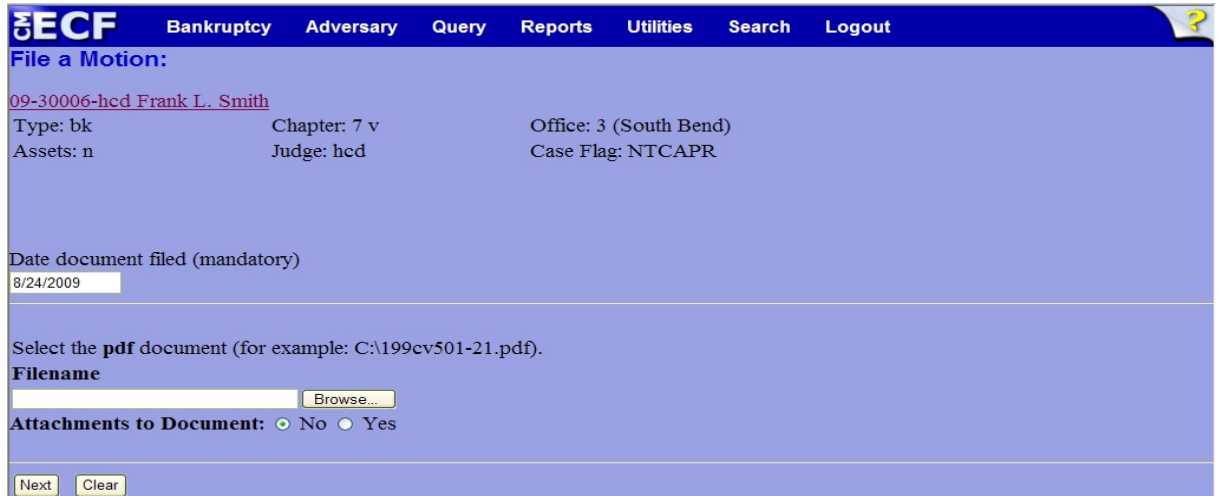 CM ECF Bankruptcy Adversary Query Reports Utilities Search Logout ?
File a Motion:
09-30006-hcd Frank L. Smith
Type: bk Chapter: 7 v Office: 3 (South Bend)
Assets: n Judge: hcd Case Flag: NTCAPR
Date document filed (mandatory)
8/24/2009
Select the pdf document (for example: C:\199cv501-21.pdf).
Filename
Browse...
Attachments to Document: No Yes
Next Clear